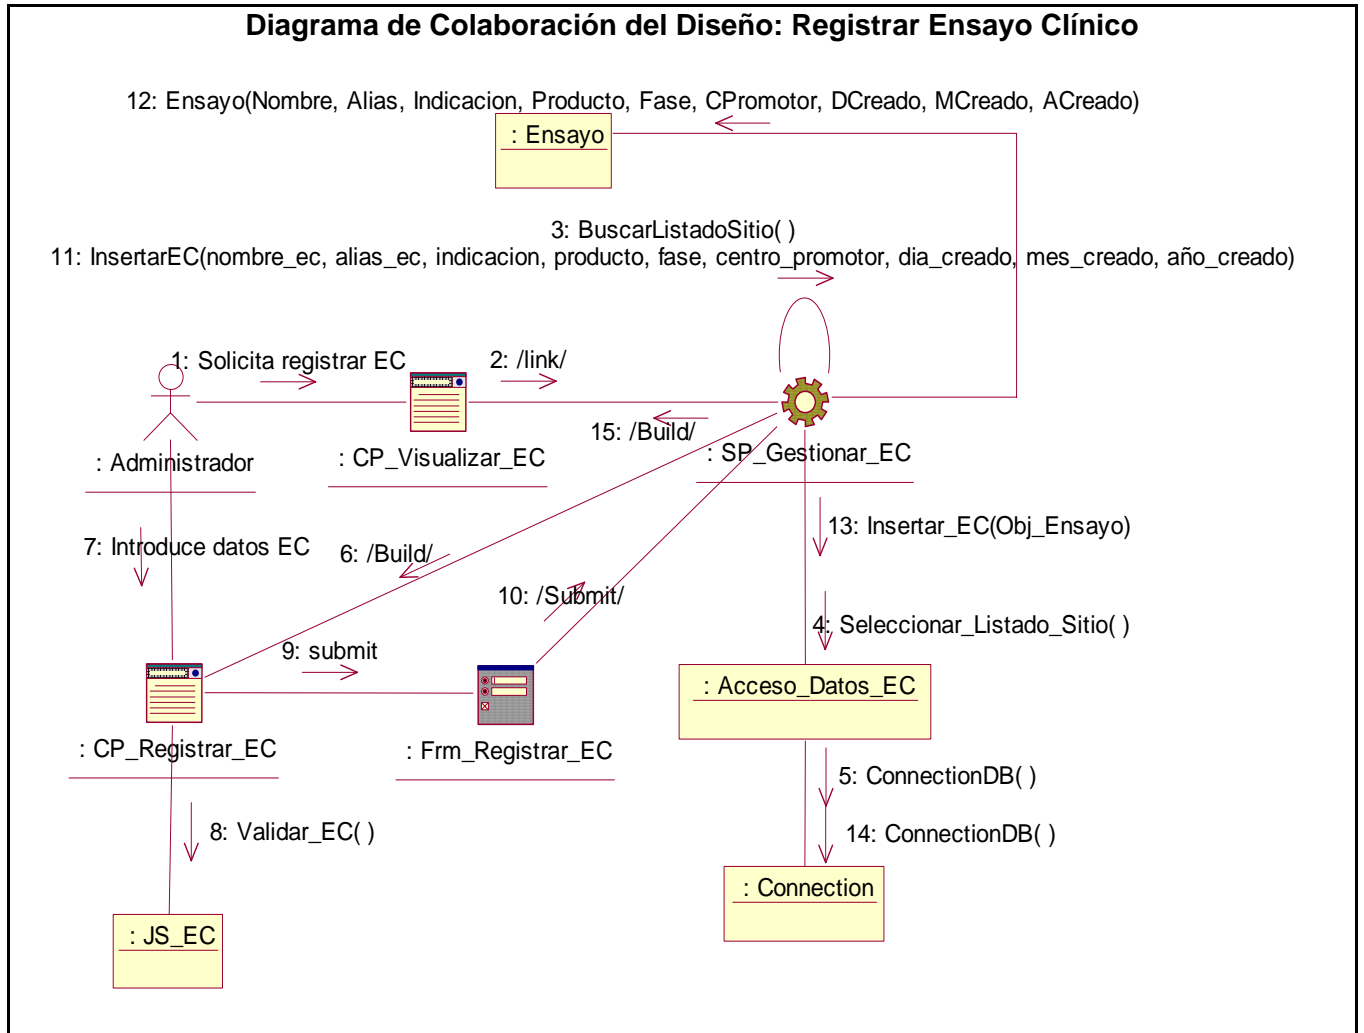 Diagrama de Colaboración del Diseño: Registrar Ensayo Clínico
12: Ensayo(Nombre, Alias, Indicacion, Producto, Fase, CPromotor, DCreado, MCreado, ACreado)
: Ensayo
3: BuscarListadoSitio( )
11: InsertarEC(nombre_ec, alias_ec, indicacion, producto, fase, centro_promotor, dia_creado, mes_creado, año_creado)
1: Solicita registrar EC
2: /link/
15: /Build/
: Administrador
: CP_Visualizar_EC
: SP_Gestionar_EC
13: Insertar_EC(Obj_Ensayo)
7: Introduce datos EC
6: /Build/
10: /Submit/
4: Seleccionar_Listado_Sitio( )
9: submit
: Acceso_Datos_EC
: CP_Registrar_EC
: Frm_Registrar_EC
5: ConnectionDB( )
8: Validar_EC( )
14: ConnectionDB( )
: Connection
: JS_EC